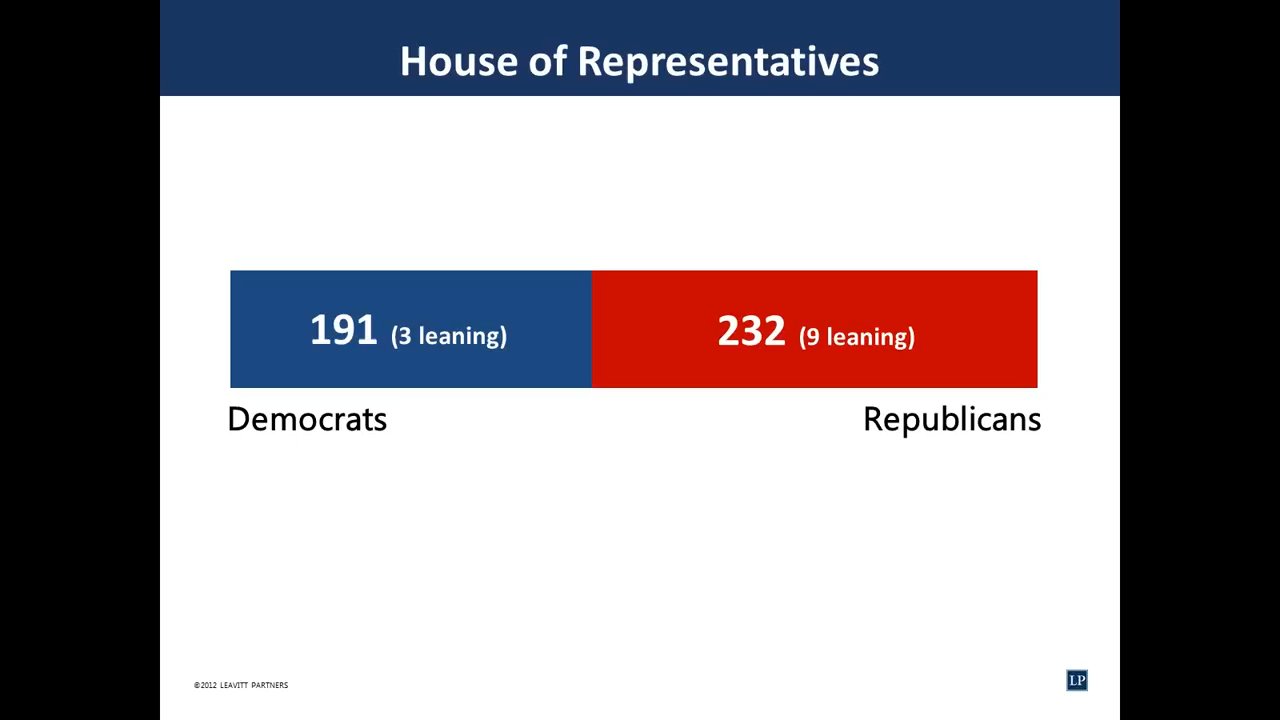 House of Representatives
191 (3 leaning) 232 (9 leaning)
Democrats Republicans
©2012 LEAVITT PARTNERS LP